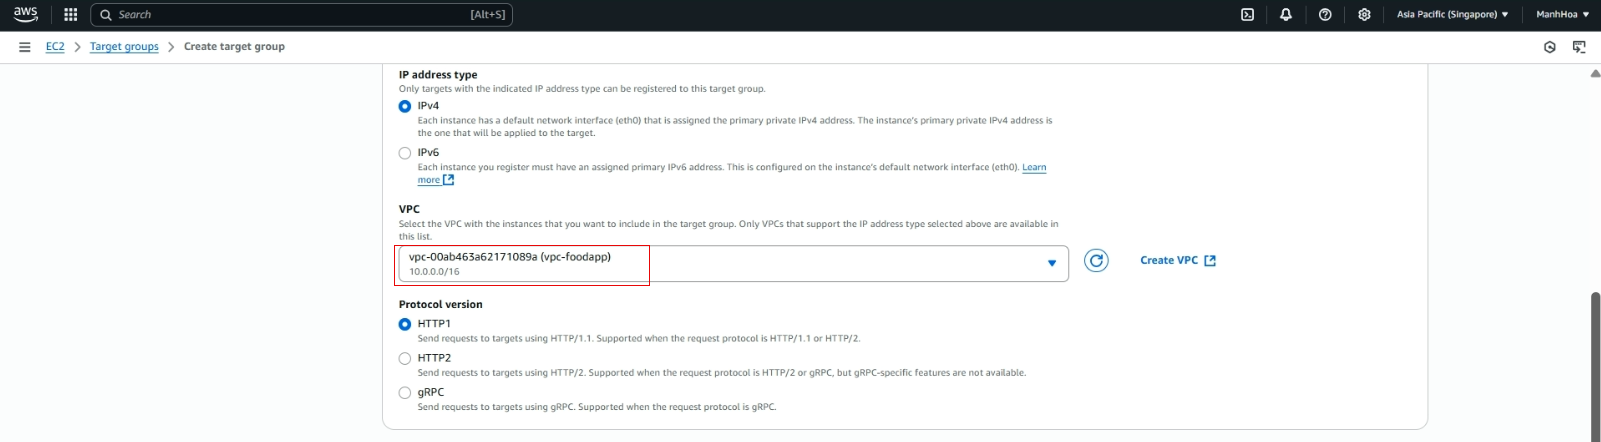 aws
Search
[Alt+S]
Asia Pacific (Singapore)
ManhHoa
EC2 > Target groups > Create target group
IP address type
Only targets with the indicated IP address type can be registered to this target group.
IPv4
Each instance has a default network interface (eth0) that is assigned the primary private IPv4 address. The instance's primary private IPv4 address is
the one that will be applied to the target.
IPv6
Each instance you register must have an assigned primary IPv6 address. This is configured on the instance's default network interface (eth0). Learn
more
VPC
Select the VPC with the instances that you want to include in the target group. Only VPCs that support the IP address type selected above are available in
this list.
vpc-00ab463a62171089a (vpc-foodapp)
10.0.0.0/16
Create VPC
Protocol version
HTTP1
Send requests to targets using HTTP/1.1. Supported when the request protocol is HTTP/1.1 or HTTP/2.
HTTP2
Send requests to targets using HTTP/2. Supported when the request protocol is HTTP/2 or gRPC, but gRPC-specific features are not available.
gRPC
Send requests to targets using gRPC. Supported when the request protocol is gRPC.